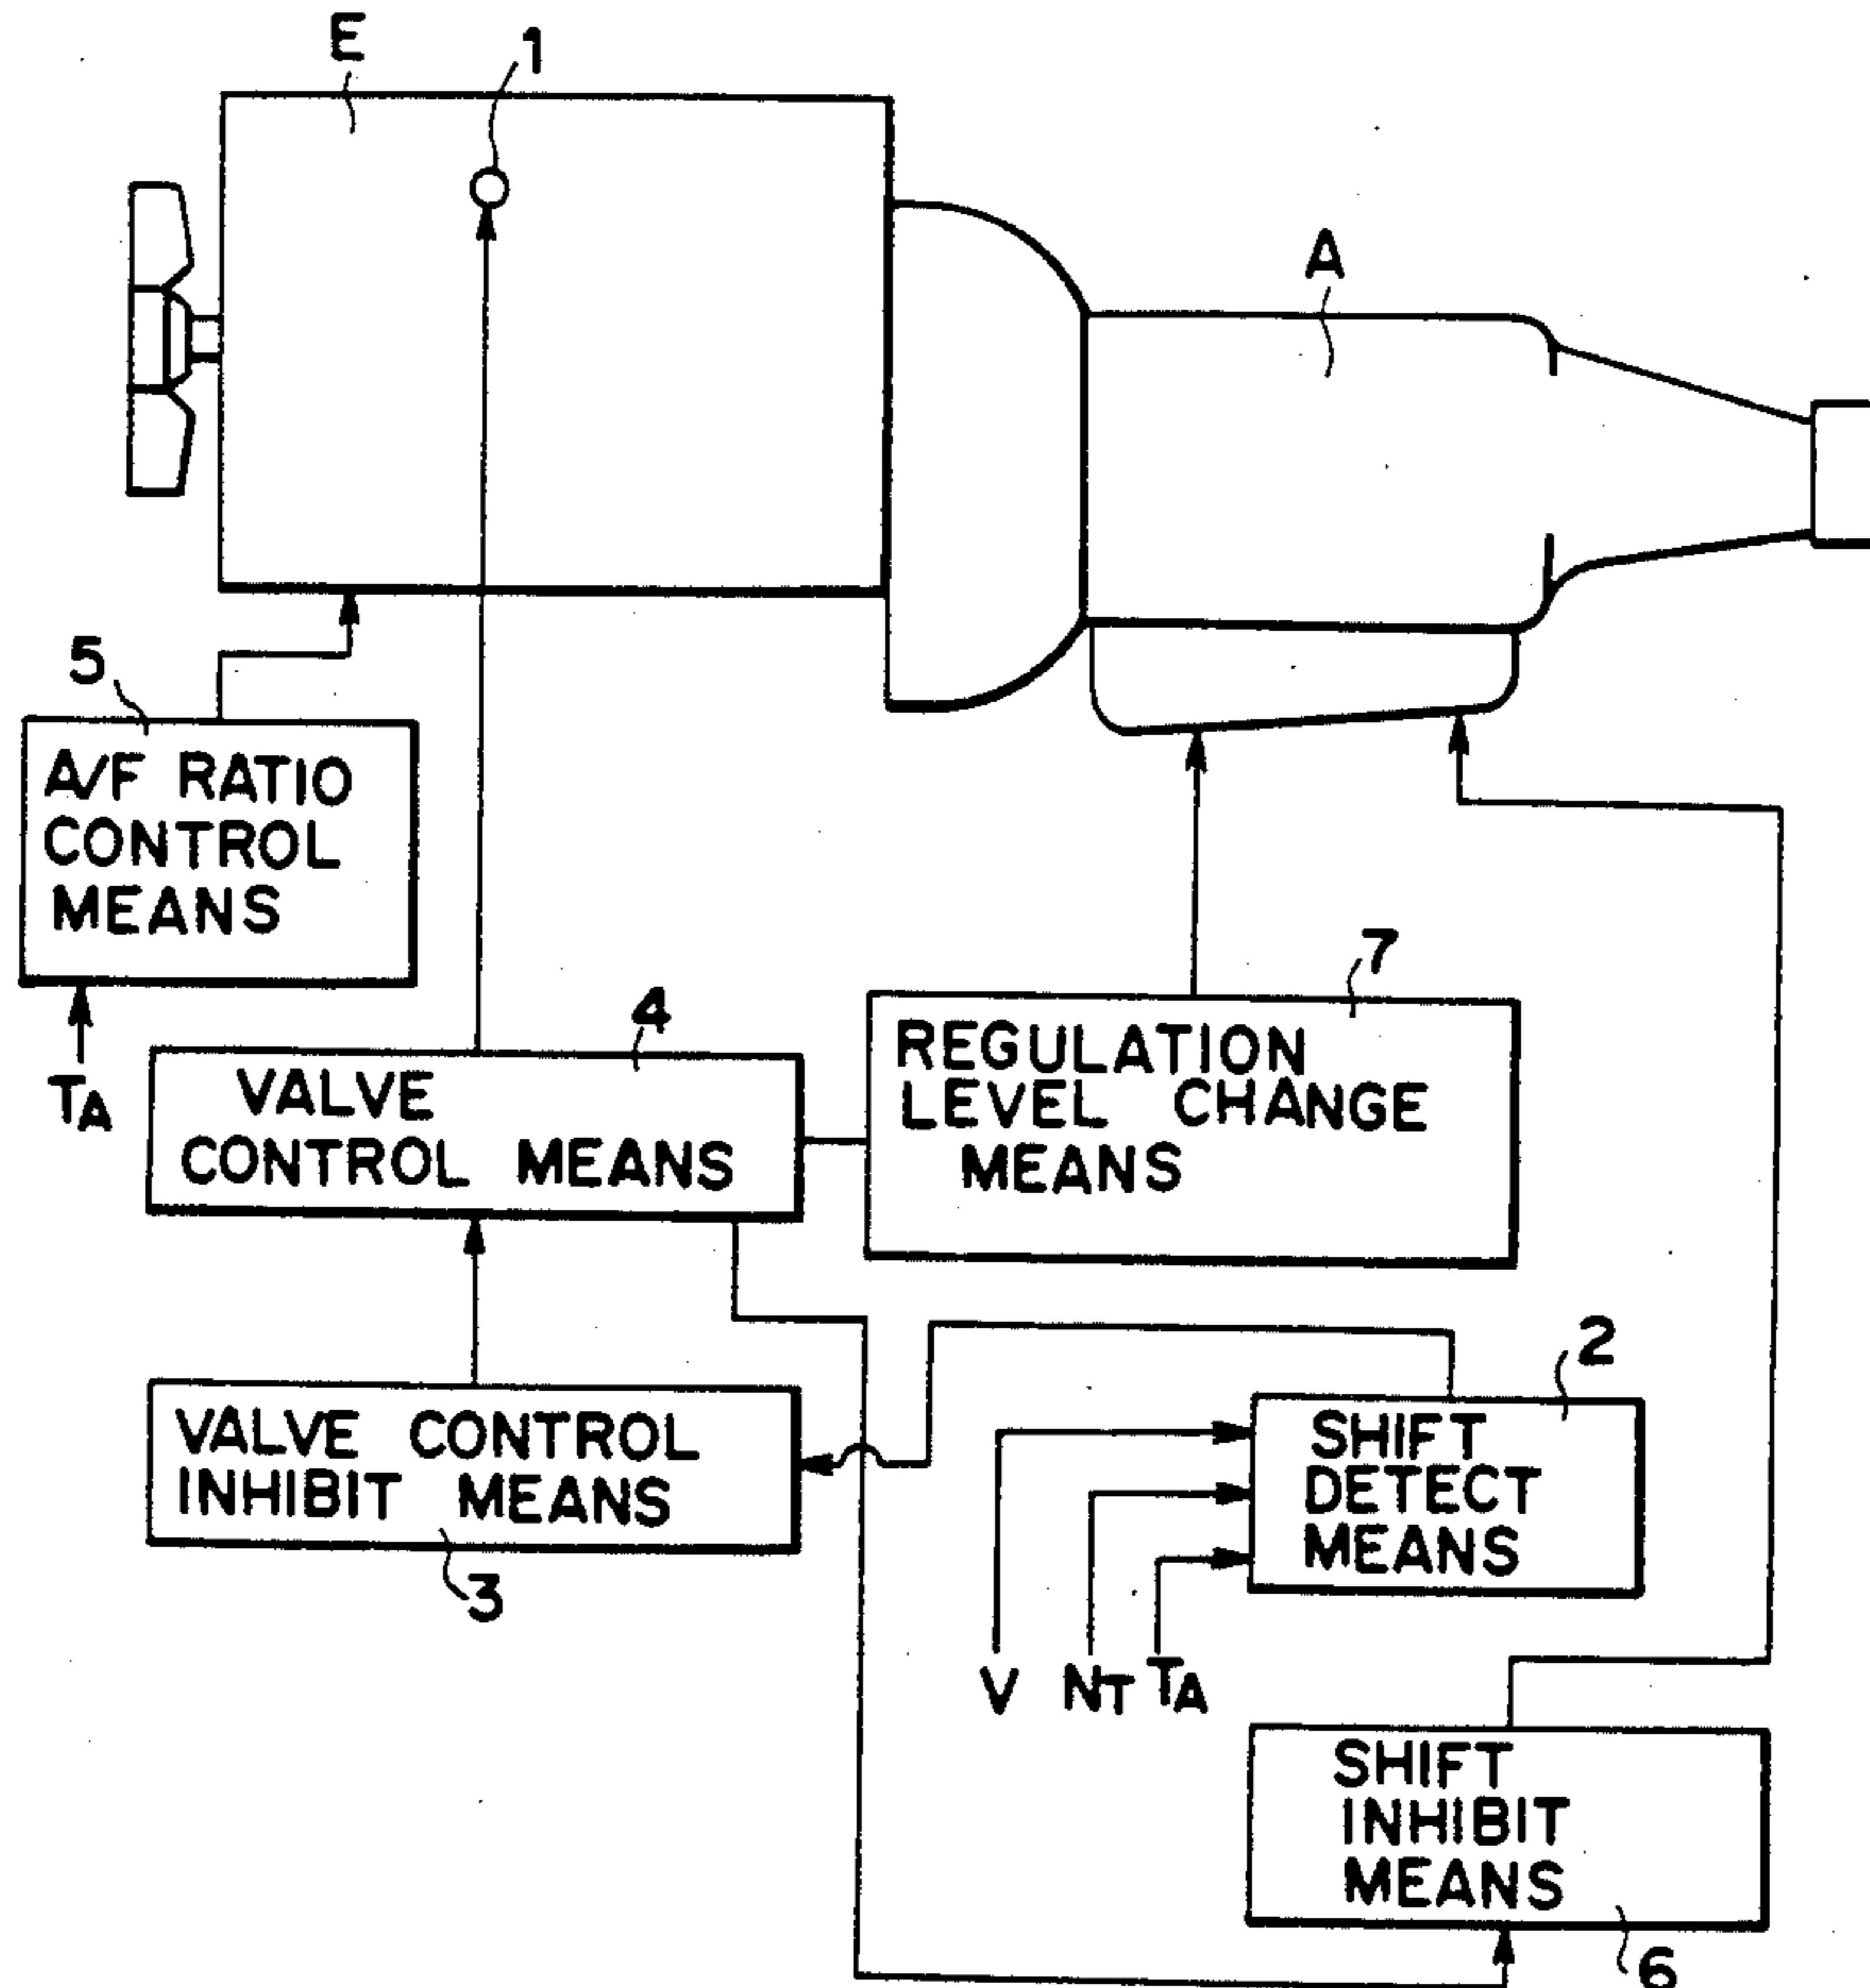 E
1
A
5
A/F RATIO
CONTROL
MEANS
TA
4
VALVE
CONTROL MEANS
7
REGULATION
LEVEL CHANGE
MEANS
VALVE CONTROL
INHIBIT MEANS
3
2
SHIFT
DETECT
MEANS
V NT TA
SHIFT
INHIBIT
MEANS
6